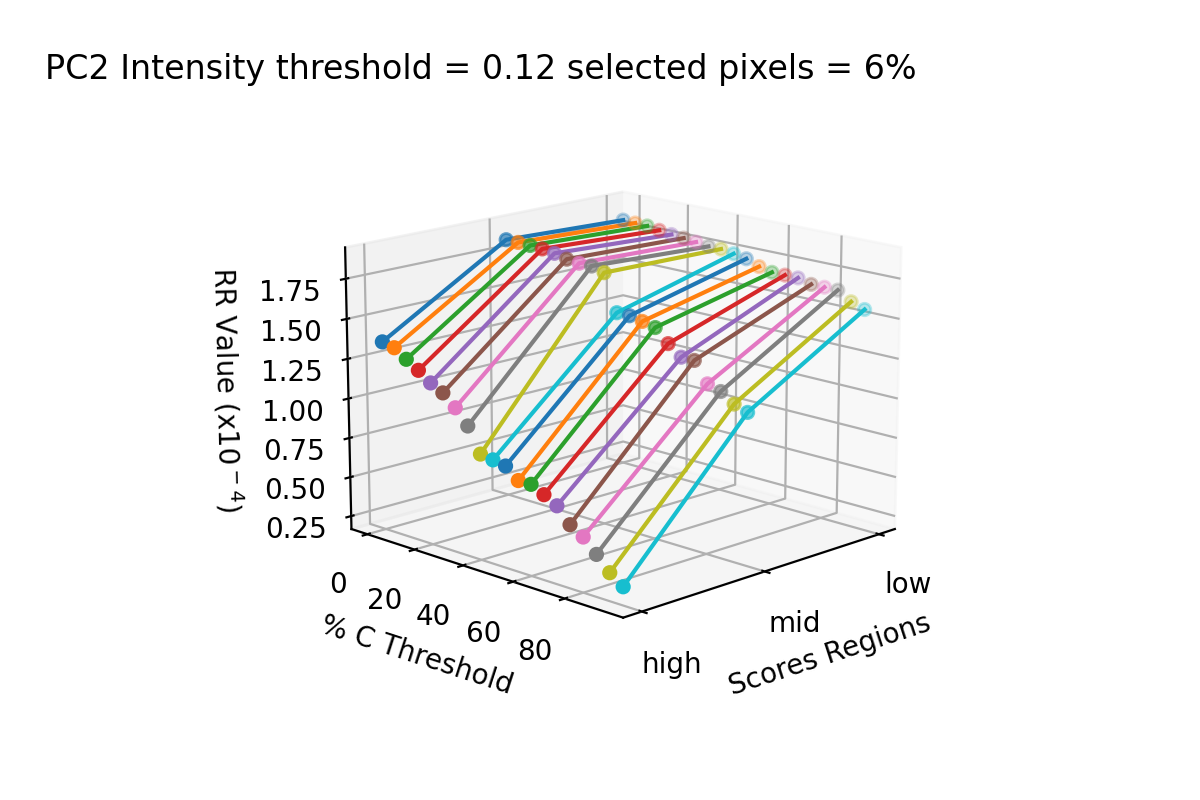 PC2 Intensity threshold = 0.12 selected pixels = 6%
RR Value (x10⁻⁴)
1.75
1.50
1.25
1.00
0.75
0.50
0.25
0
20
40
60
80
% C Threshold
high
mid
low
Scores Regions